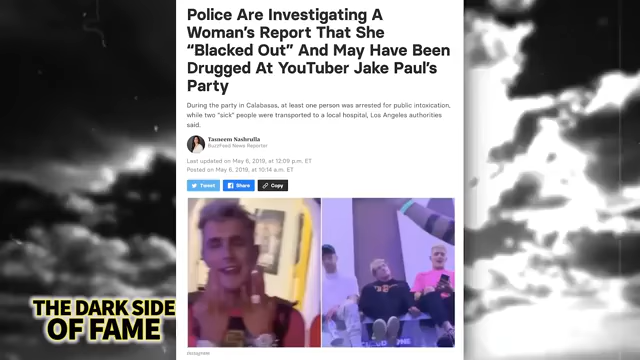 Police Are Investigating A
Woman's Report That She
“Blacked Out” And May Have Been
Drugged At YouTuber Jake Paul's
Party
During the party in Calabasas, at least one person was arrested for public intoxication,
while two "sick" people were transported to a local hospital, Los Angeles authorities
said.
Tasneem Nashrulla
BuzzFeed News Reporter
Last updated on May 6, 2019, at 12:09 p.m. ET
Posted on May 6, 2019, at 10:14 a.m. ET
Tweet Share Copy
THE DARK SIDE
OF FAME
Instagram